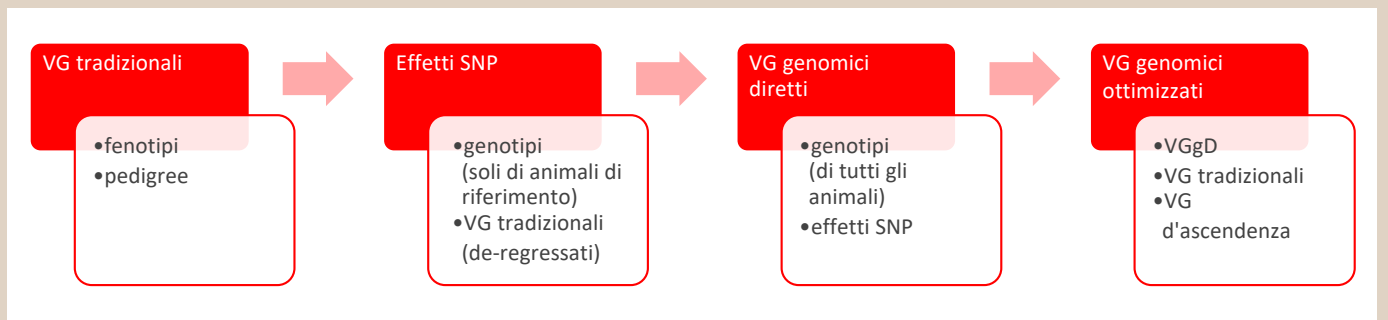 VG tradizionali
•fenotipi
•pedigree
Effetti SNP
•genotipi
(soli di animali di
riferimento)
•VG tradizionali
(de-regressati)
VG genomici
diretti
•genotipi
(di tutti gli
animali)
•effetti SNP
VG genomici
ottimizzati
•VGgD
•VG tradizionali
•VG
d'ascendenza